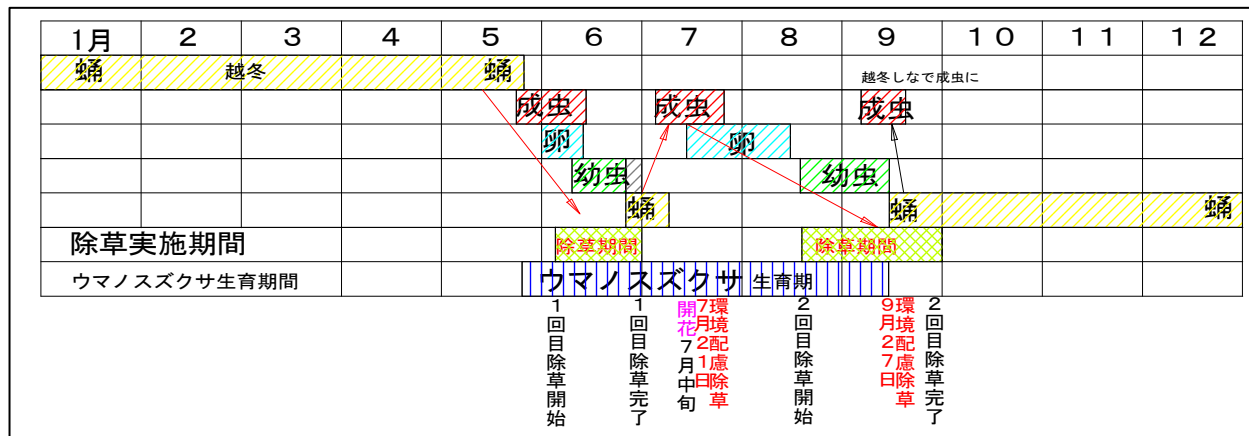 1月 2 3 4 5 6 7 8 9 10 11 12
蛹 越冬 蛹
越冬しなで成虫に
成虫 成虫 成虫
卵 卵
幼虫 幼虫
蛹 蛹 蛹
除草実施期間 除草期間 除草期間
ウマノスズクサ生育期間 ウマノスズクサ 生育期
1回目除草開始
1回目除草完了
開花7月中旬
7月21日
環境配慮除草
2回目除草開始
9月27日
環境配慮除草
2回目除草完了